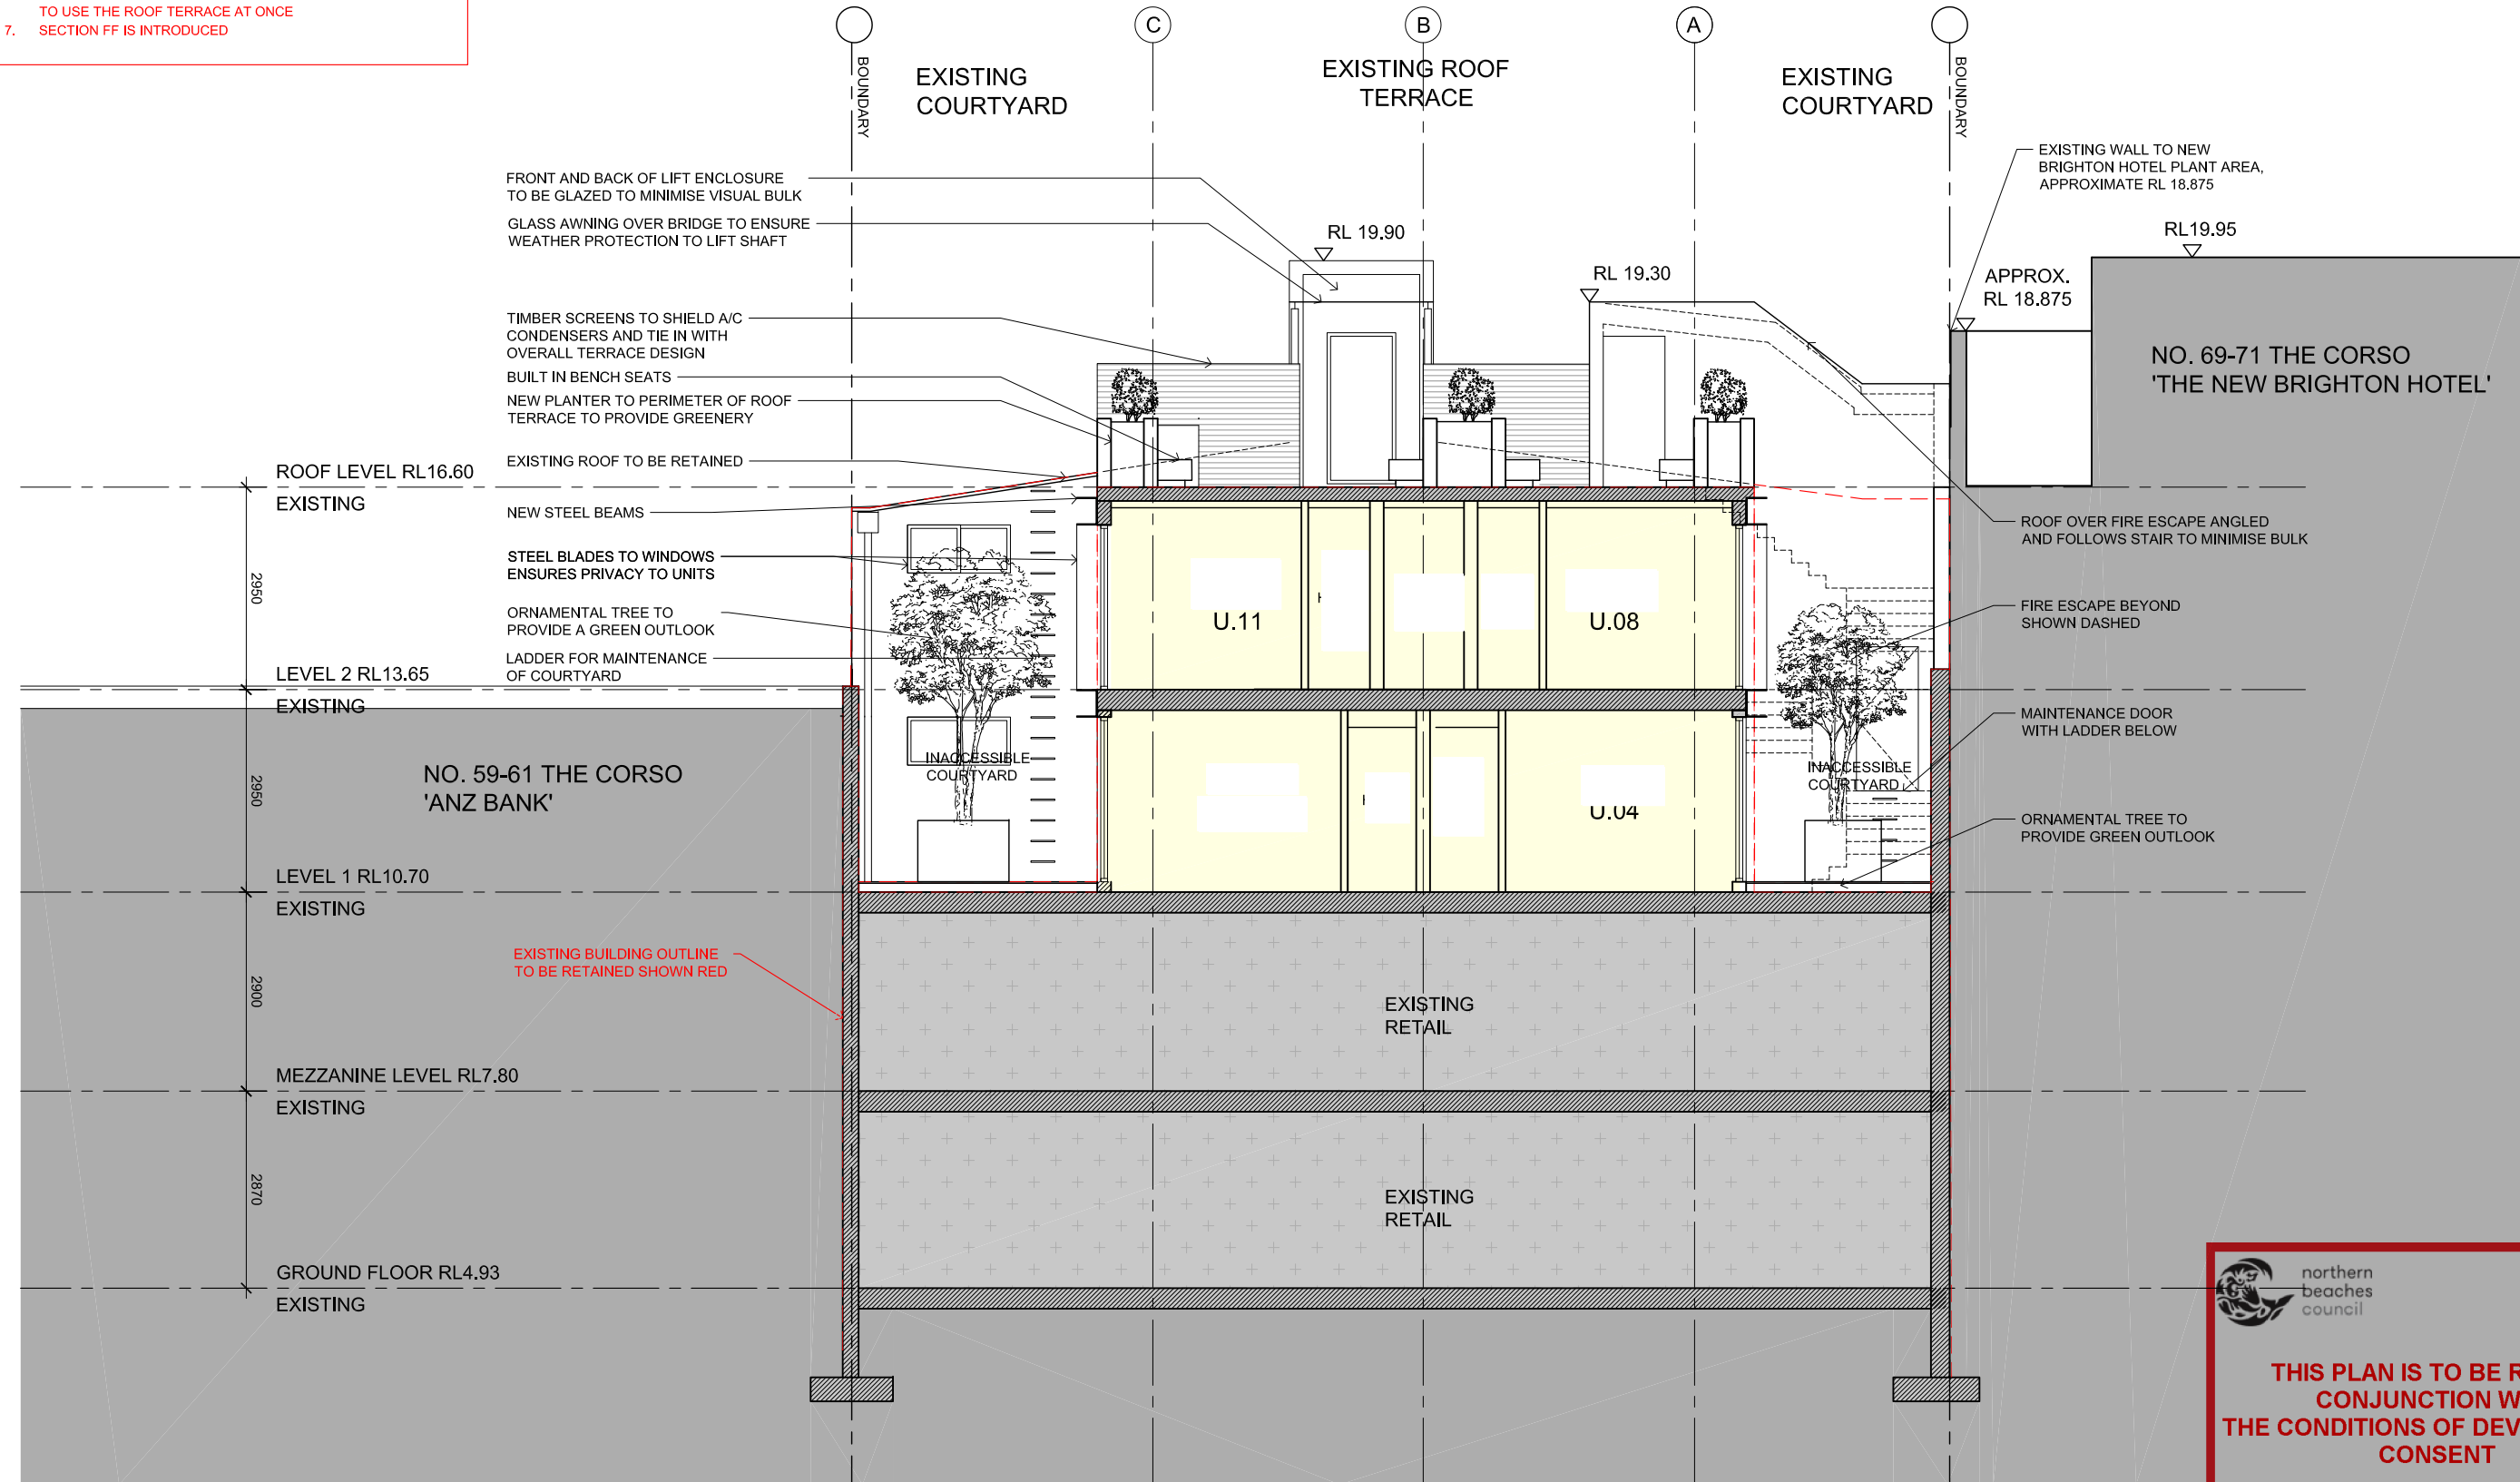 TO USE THE ROOF TERRACE AT ONCE
7. SECTION FF IS INTRODUCED
C
B
A
BOUNDARY
BOUNDARY
EXISTING
COURTYARD
EXISTING ROOF
TERRACE
EXISTING
COURTYARD
FRONT AND BACK OF LIFT ENCLOSURE
TO BE GLAZED TO MINIMISE VISUAL BULK
GLASS AWNING OVER BRIDGE TO ENSURE
WEATHER PROTECTION TO LIFT SHAFT
TIMBER SCREENS TO SHIELD A/C
CONDENSERS AND TIE IN WITH
OVERALL TERRACE DESIGN
BUILT IN BENCH SEATS
NEW PLANTER TO PERIMETER OF ROOF
TERRACE TO PROVIDE GREENERY
EXISTING ROOF TO BE RETAINED
NEW STEEL BEAMS
STEEL BLADES TO WINDOWS
ENSURES PRIVACY TO UNITS
ORNAMENTAL TREE TO
PROVIDE A GREEN OUTLOOK
LADDER FOR MAINTENANCE
OF COURTYARD
RL 19.90
RL 19.30
EXISTING WALL TO NEW
BRIGHTON HOTEL PLANT AREA,
APPROXIMATE RL 18.875
RL19.95
APPROX.
RL 18.875
NO. 69-71 THE CORSO
'THE NEW BRIGHTON HOTEL'
ROOF OVER FIRE ESCAPE ANGLED
AND FOLLOWS STAIR TO MINIMISE BULK
FIRE ESCAPE BEYOND
SHOWN DASHED
MAINTENANCE DOOR
WITH LADDER BELOW
ORNAMENTAL TREE TO
PROVIDE GREEN OUTLOOK
ROOF LEVEL RL16.60
EXISTING
2950
LEVEL 2 RL13.65
EXISTING
2950
LEVEL 1 RL10.70
EXISTING
2900
MEZZANINE LEVEL RL7.80
EXISTING
2870
GROUND FLOOR RL4.93
EXISTING
NO. 59-61 THE CORSO
'ANZ BANK'
U.11
U.08
U.04
INACCESSIBLE
COURTYARD
INACCESSIBLE
COURTYARD
EXISTING BUILDING OUTLINE
TO BE RETAINED SHOWN RED
EXISTING
RETAIL
EXISTING
RETAIL
northern
beaches
council
THIS PLAN IS TO BE R
CONJUNCTION W
THE CONDITIONS OF DEV
CONSENT